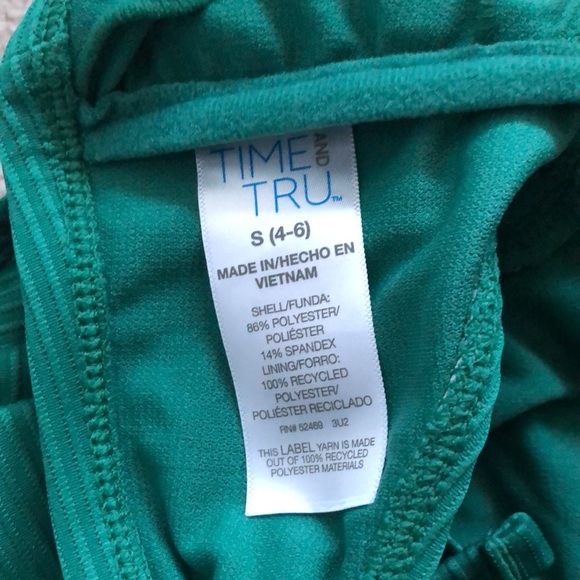 TIME AND
TRU™
S (4-6)
MADE IN/HECHO EN
VIETNAM
SHELL/FUNDA:
86% POLYESTER/
POLIÉSTER
14% SPANDEX
LINING/FORRO:
100% RECYCLED
POLYESTER/
POLIÉSTER RECICLADO
RN# 52469 3U2
THIS LABEL YARN IS MADE
OUT OF 100% RECYCLED
POLYESTER MATERIALS